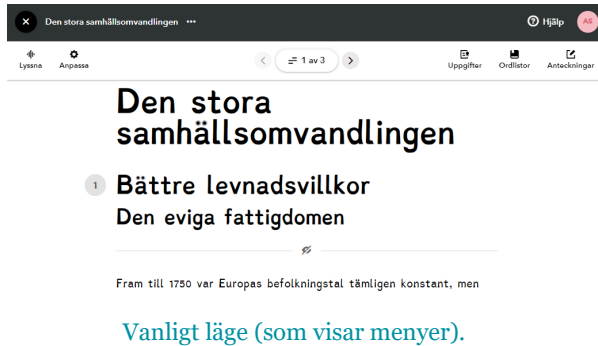 Den stora samhällsomvandlingen
Hjälp
AS
Lyssna
Anpassa
1 av 3
Uppgifter
Ordlistor
Anteckningar
Den stora
samhällsomvandlingen
1
Bättre levnadsvillkor
Den eviga fattigdomen
Fram till 1750 var Europas befolkningstal tämligen konstant, men
Vanligt läge (som visar menyer).